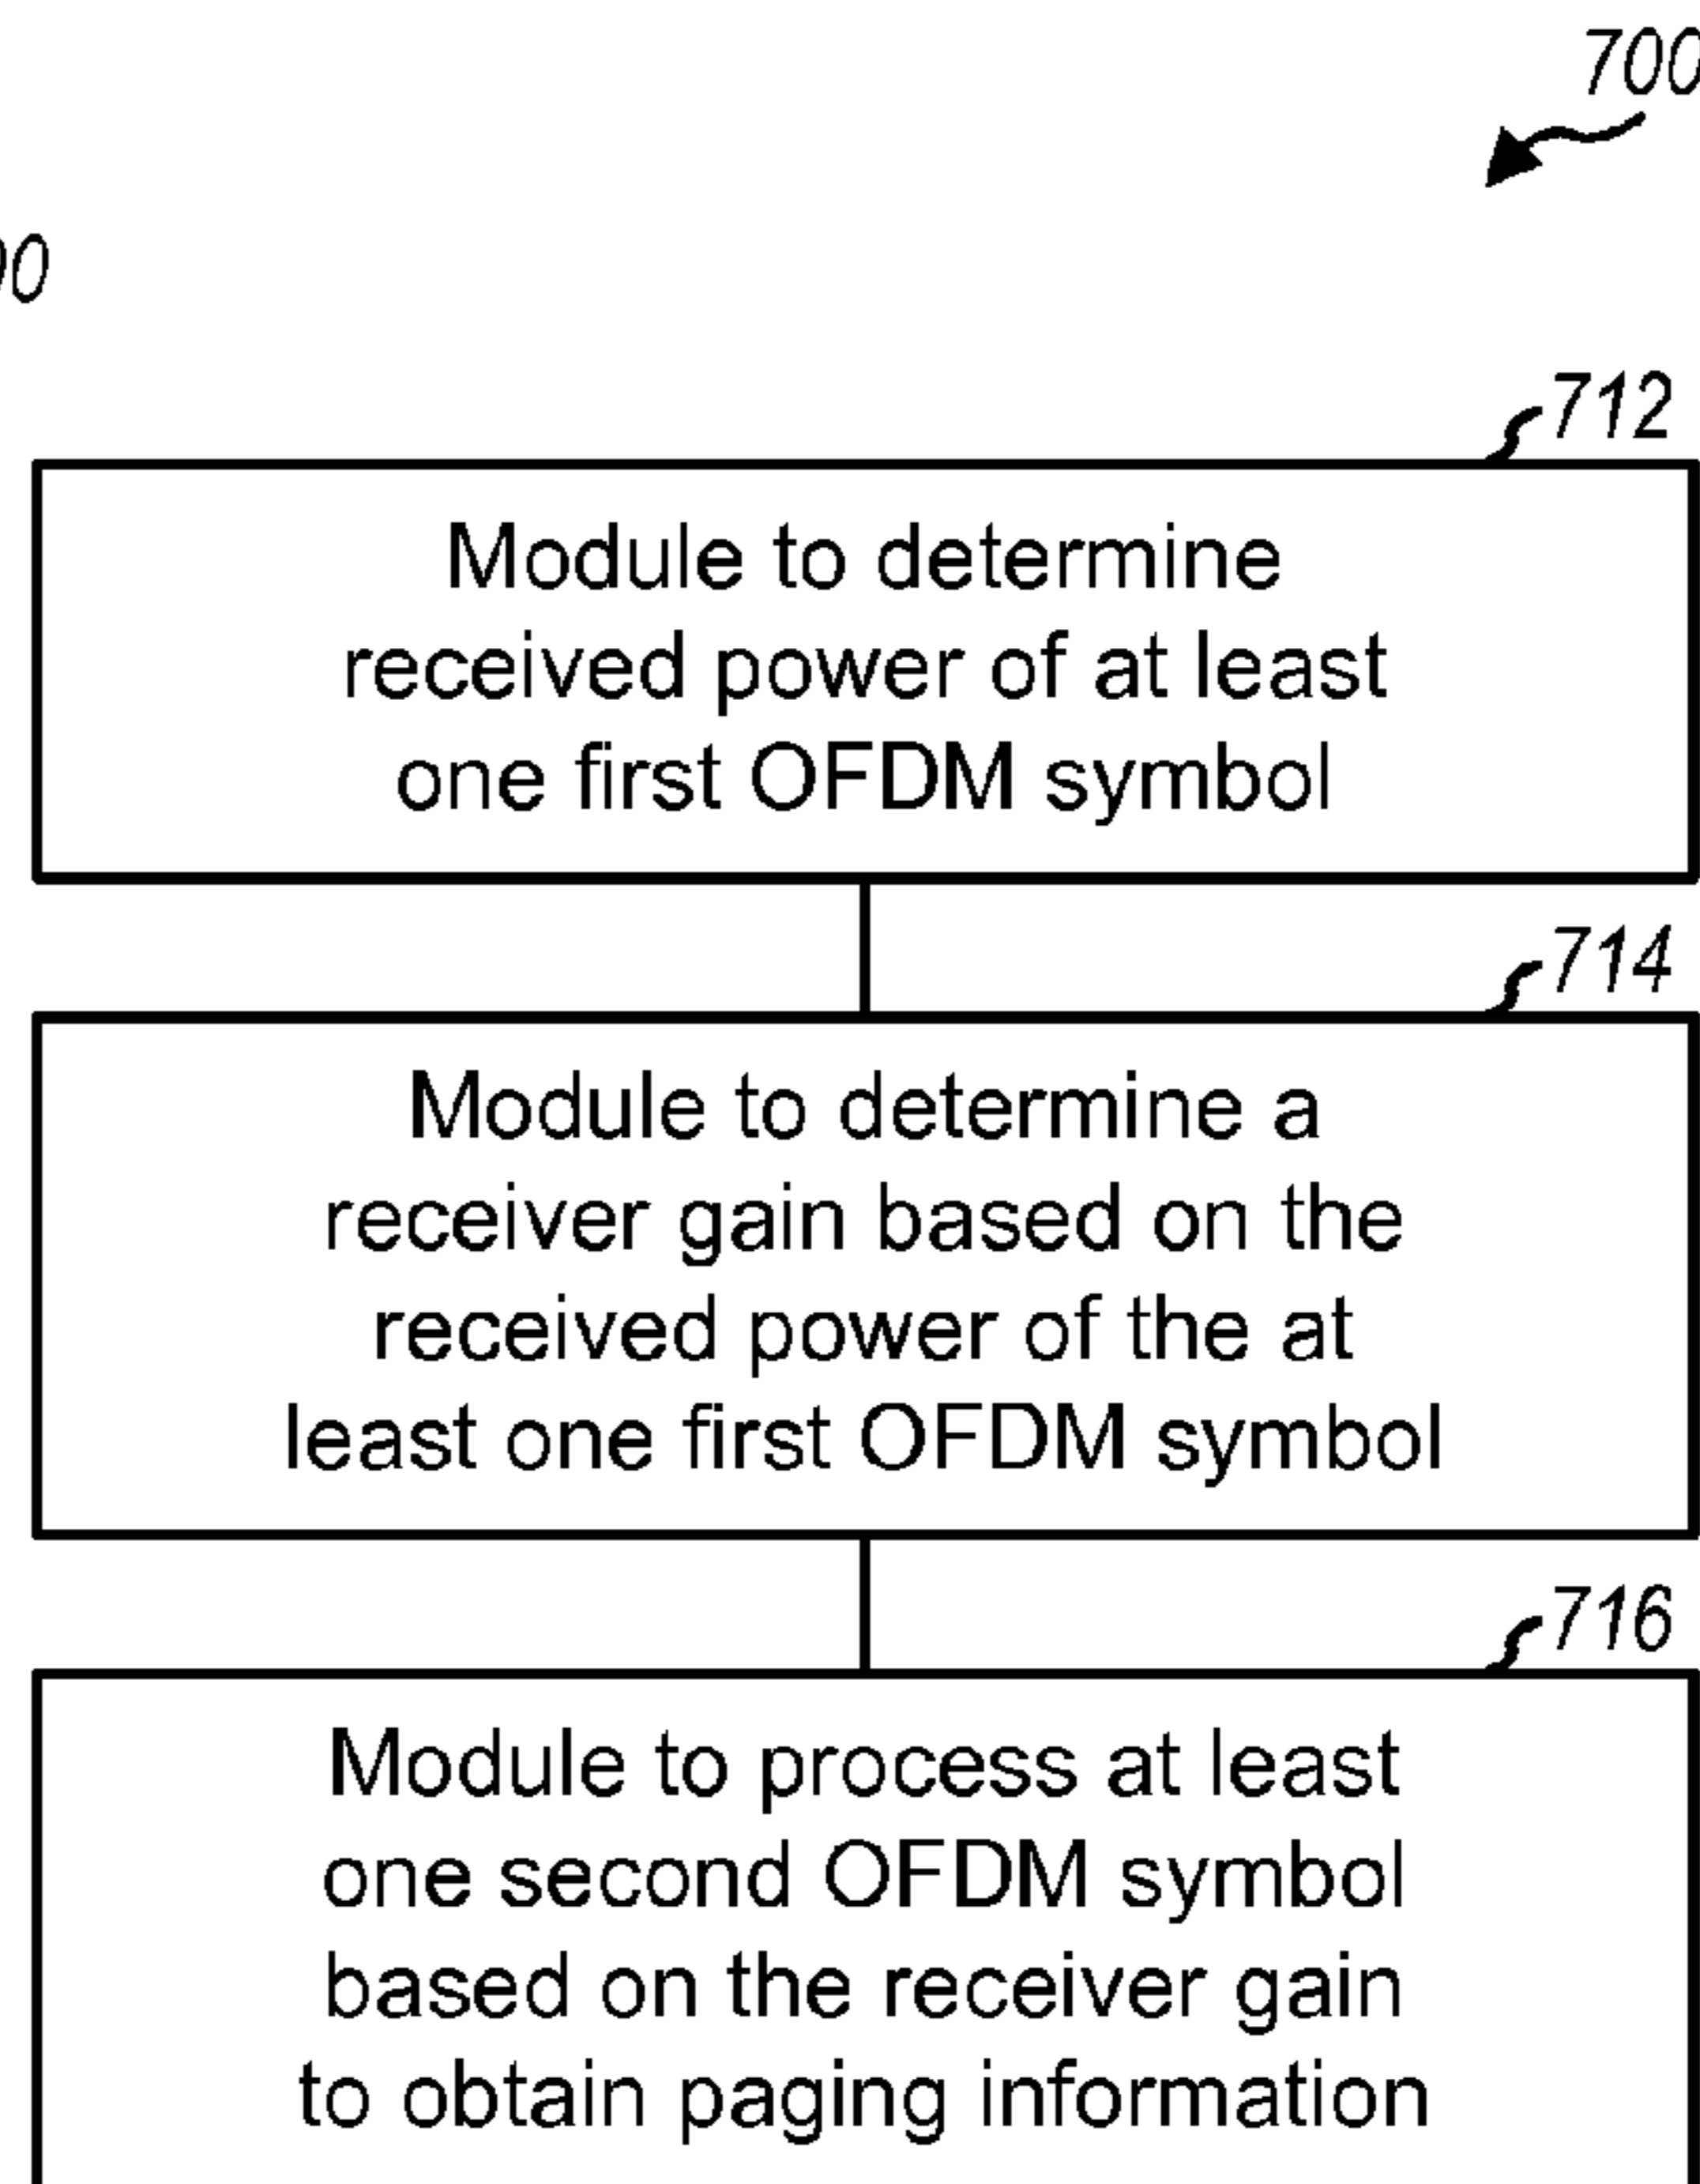 700
00
712
Module to determine
received power of at least
one first OFDM symbol
714
Module to determine a
receiver gain based on the
received power of the at
least one first OFDM symbol
716
Module to process at least
one second OFDM symbol
based on the receiver gain
to obtain paging information